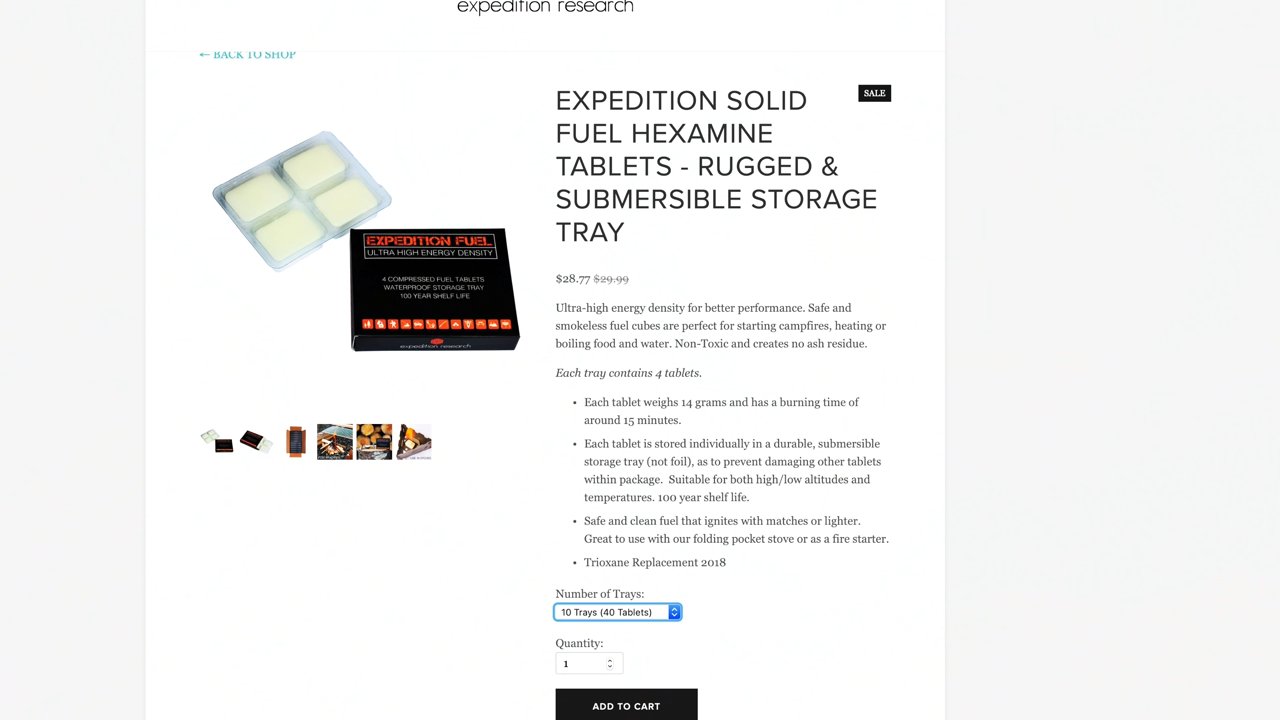 expedition research
← BACK TO SHOP
EXPEDITION SOLID
FUEL HEXAMINE
TABLETS - RUGGED &
SUBMERSIBLE STORAGE
TRAY
SALE
$28.77 $29.99
Ultra-high energy density for better performance. Safe and
smokeless fuel cubes are perfect for starting campfires, heating or
boiling food and water. Non-Toxic and creates no ash residue.
Each tray contains 4 tablets.
• Each tablet weighs 14 grams and has a burning time of
around 15 minutes.
• Each tablet is stored individually in a durable, submersible
storage tray (not foil), as to prevent damaging other tablets
within package.  Suitable for both high/low altitudes and
temperatures. 100 year shelf life.
• Safe and clean fuel that ignites with matches or lighter.
Great to use with our folding pocket stove or as a fire starter.
• Trioxane Replacement 2018
Number of Trays:
10 Trays (40 Tablets)
Quantity:
1
ADD TO CART
EXPEDITION FUEL
ULTRA HIGH ENERGY DENSITY
4 COMPRESSED FUEL TABLETS
WATERPROOF STORAGE TRAY
100 YEAR SHELF LIFE
expedition research